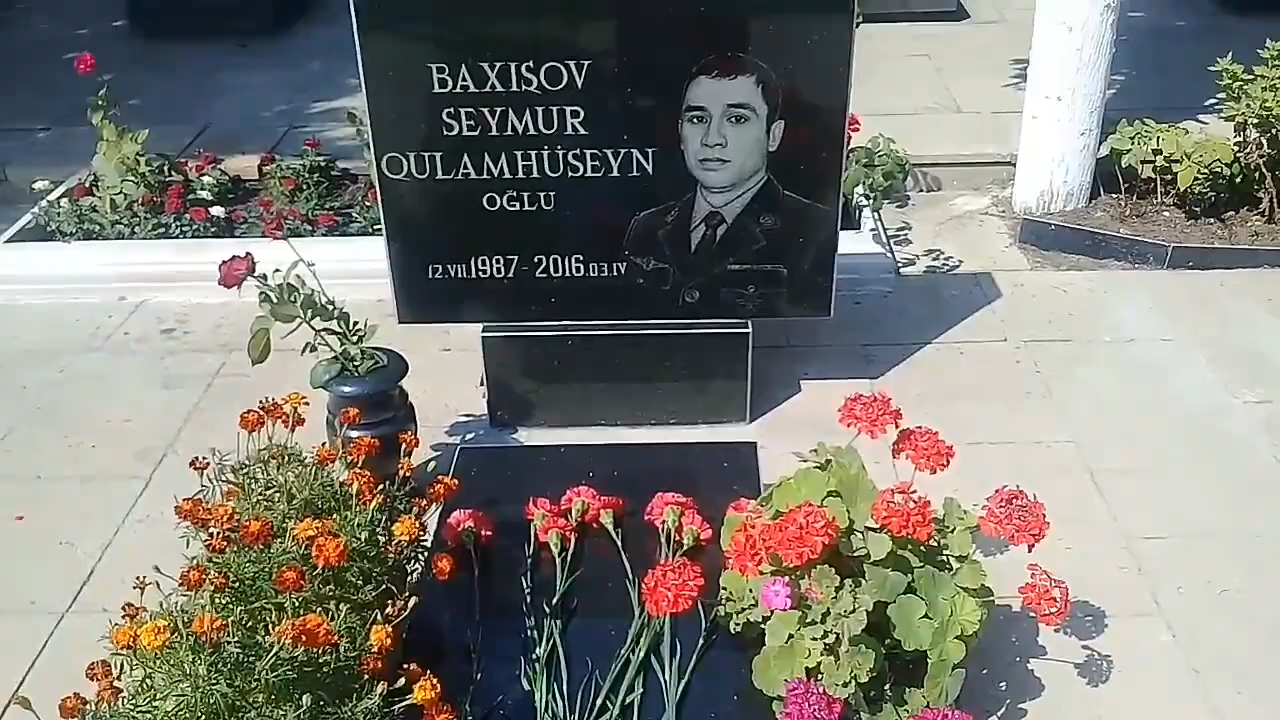 BAXIŞOV
SEYMUR
QULAMHÜSEYN
OĞLU
12.VII.1987-2016.03.IV